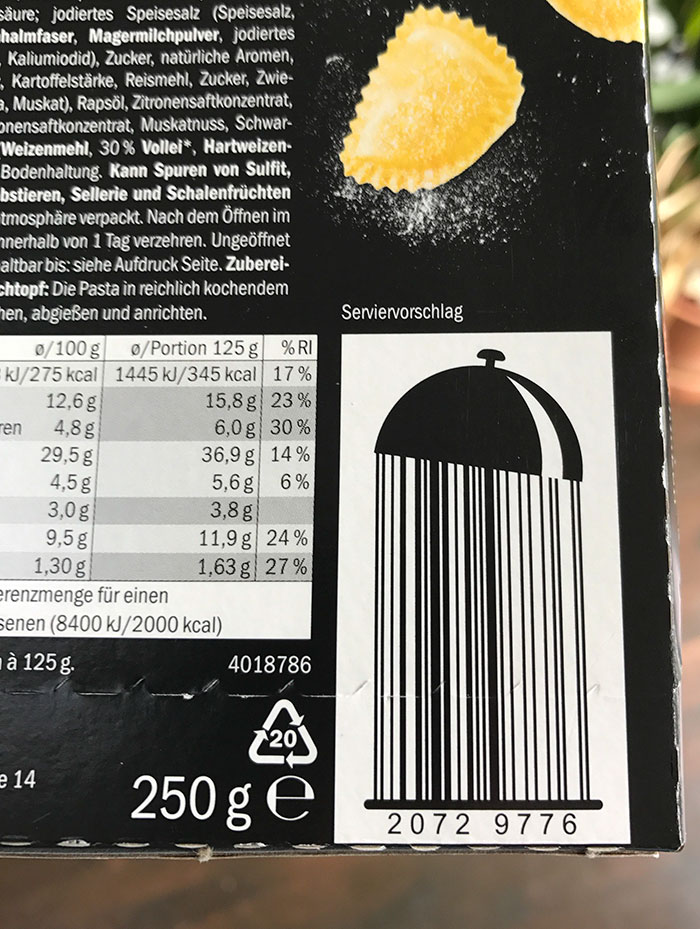 säure; jodiertes Speisesalz (Speisesalz,
halmfaser, Magermilchpulver, jodiertes
, Kaliumiodid), Zucker, natürliche Aromen,
, Kartoffelstärke, Reismehl, Zucker, Zwie-
a, Muskat), Rapsöl, Zitronensaftkonzentrat,
onensaftkonzentrat, Muskatnuss, Schwar-
Weizenmehl, 30 % Vollei*, Hartweizen-
Bodenhaltung. Kann Spuren von Sulfit,
bstieren, Sellerie und Schalenfrüchten
tmosphäre verpackt. Nach dem Öffnen im
nnerhalb von 1 Tag verzehren. Ungeöffnet
altbar bis: siehe Aufdruck Seite. Zuberei-
chtopf: Die Pasta in reichlich kochendem
hen, abgießen und anrichten.
Serviervorschlag
ø/100 g ø/Portion 125 g % RI
kJ/275 kcal 1445 kJ/345 kcal 17 %
12,6 g 15,8 g 23 %
ren 4,8 g 6,0 g 30 %
29,5 g 36,9 g 14 %
4,5 g 5,6 g 6 %
3,0 g 3,8 g
9,5 g 11,9 g 24 %
1,30 g 1,63 g 27 %
erenzmenge für einen
senen (8400 kJ/2000 kcal)
à 125 g.
4018786
20
e 14
250 g e
2072 9776